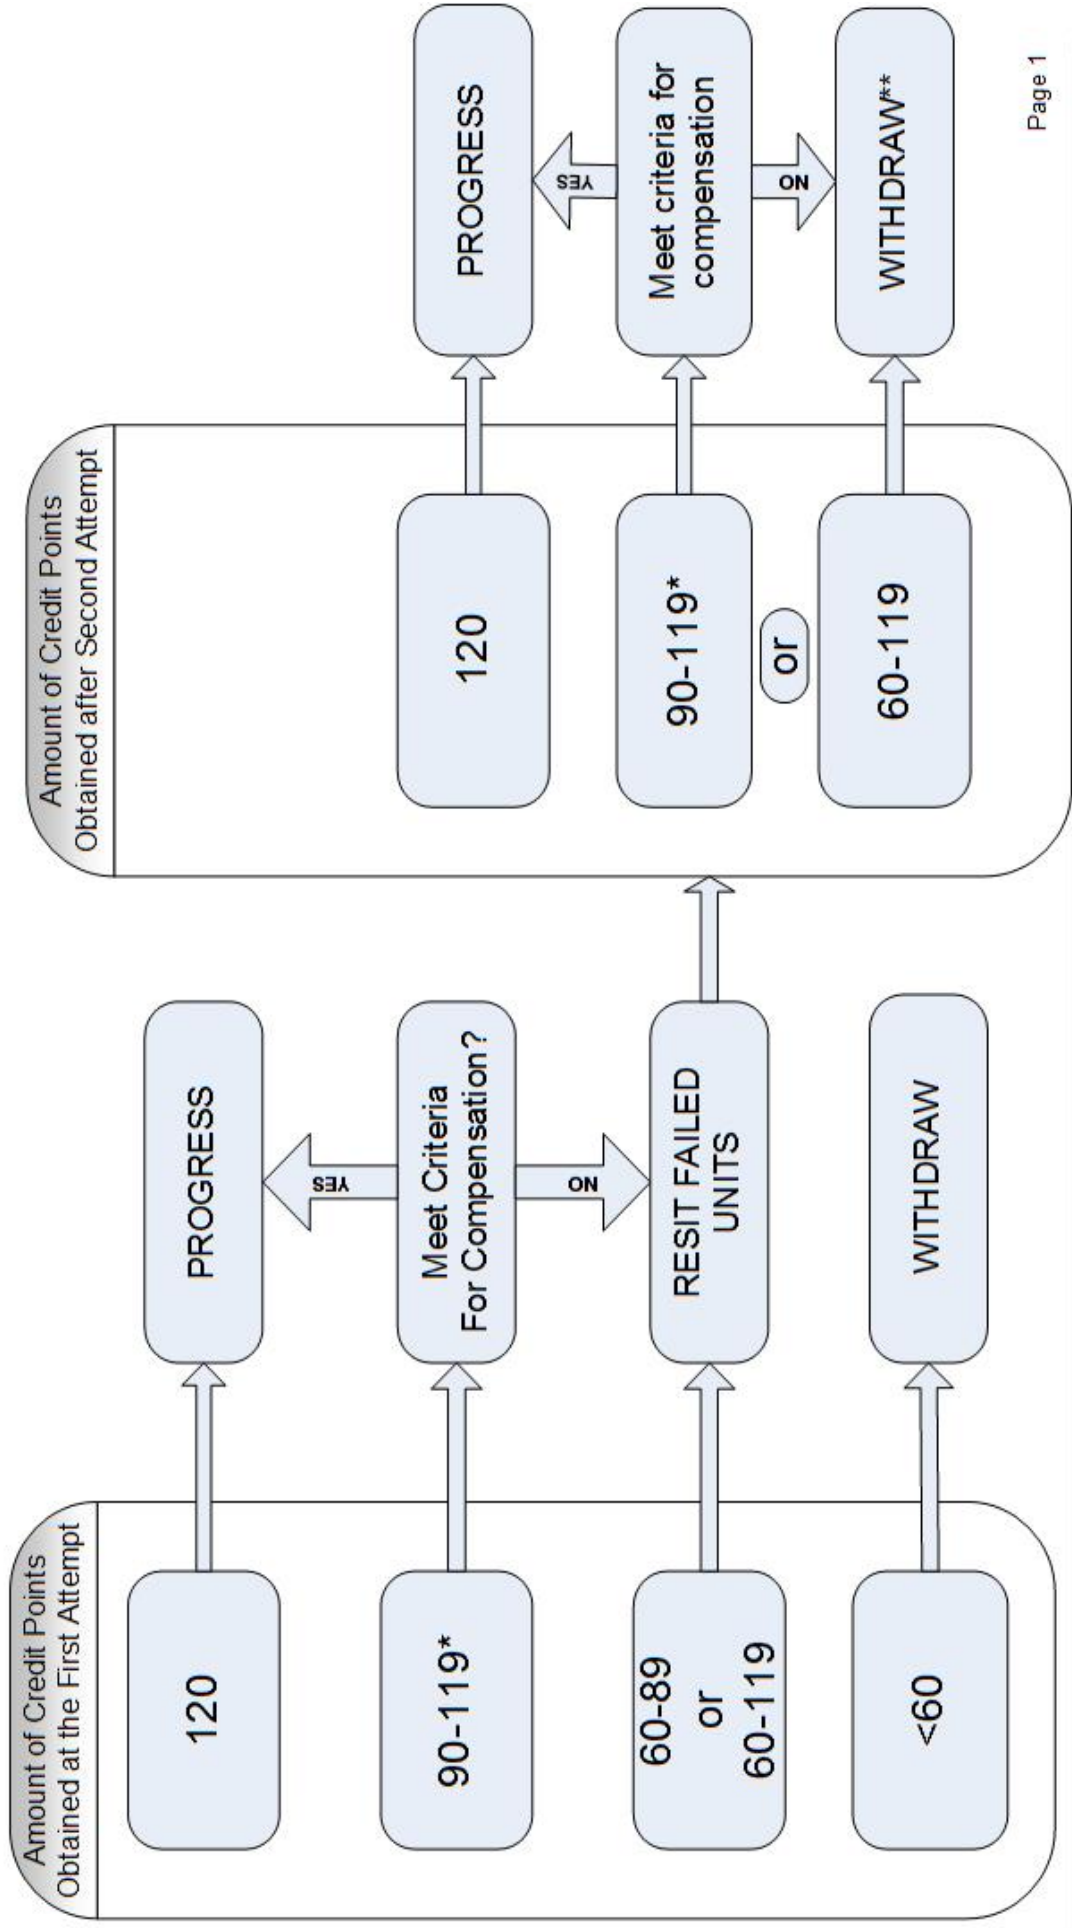 Amount of Credit Points
Obtained at the First Attempt
120
90-119*
60-89
or
60-119
<60
PROGRESS
YES
Meet Criteria
For Compensation?
NO
RESIT FAILED
UNITS
WITHDRAW
Amount of Credit Points
Obtained after Second Attempt
120
90-119*
or
60-119
PROGRESS
YES
Meet criteria for
compensation
NO
WITHDRAW**
Page 1